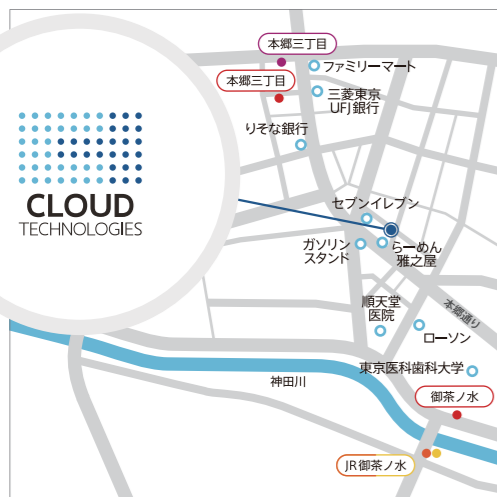 本郷三丁目
ファミリーマート
本郷三丁目
三菱東京
UFJ銀行
りそな銀行
CLOUD
TECHNOLOGIES
セブンイレブン
ガソリン
スタンド
らーめん
雅之屋
順天堂
医院
本郷通り
ローソン
東京医科歯科大学
神田川
御茶ノ水
JR御茶ノ水